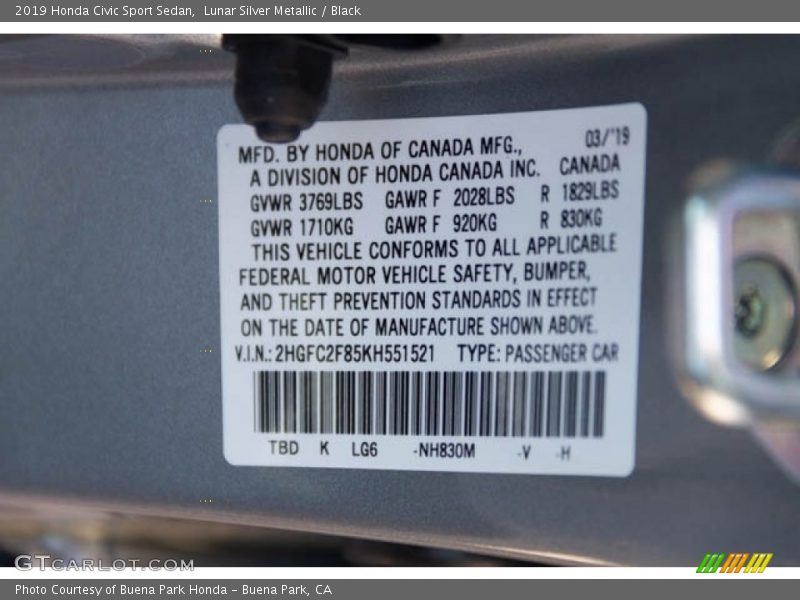 2019 Honda Civic Sport Sedan,  Lunar Silver Metallic / Black
03/'19
MFD. BY HONDA OF CANADA MFG.,
A DIVISION OF HONDA CANADA INC. CANADA
GVWR 3769LBS GAWR F 2028LBS R 1829LBS
GVWR 1710KG GAWR F 920KG R 830KG
THIS VEHICLE CONFORMS TO ALL APPLICABLE
FEDERAL MOTOR VEHICLE SAFETY, BUMPER,
AND THEFT PREVENTION STANDARDS IN EFFECT
ON THE DATE OF MANUFACTURE SHOWN ABOVE.
V.I.N.: 2HGFC2F85KH551521 TYPE: PASSENGER CAR
TBD K LG6 -NH830M -V -H
GTCARLOT.COM
Photo Courtesy of Buena Park Honda – Buena Park, CA